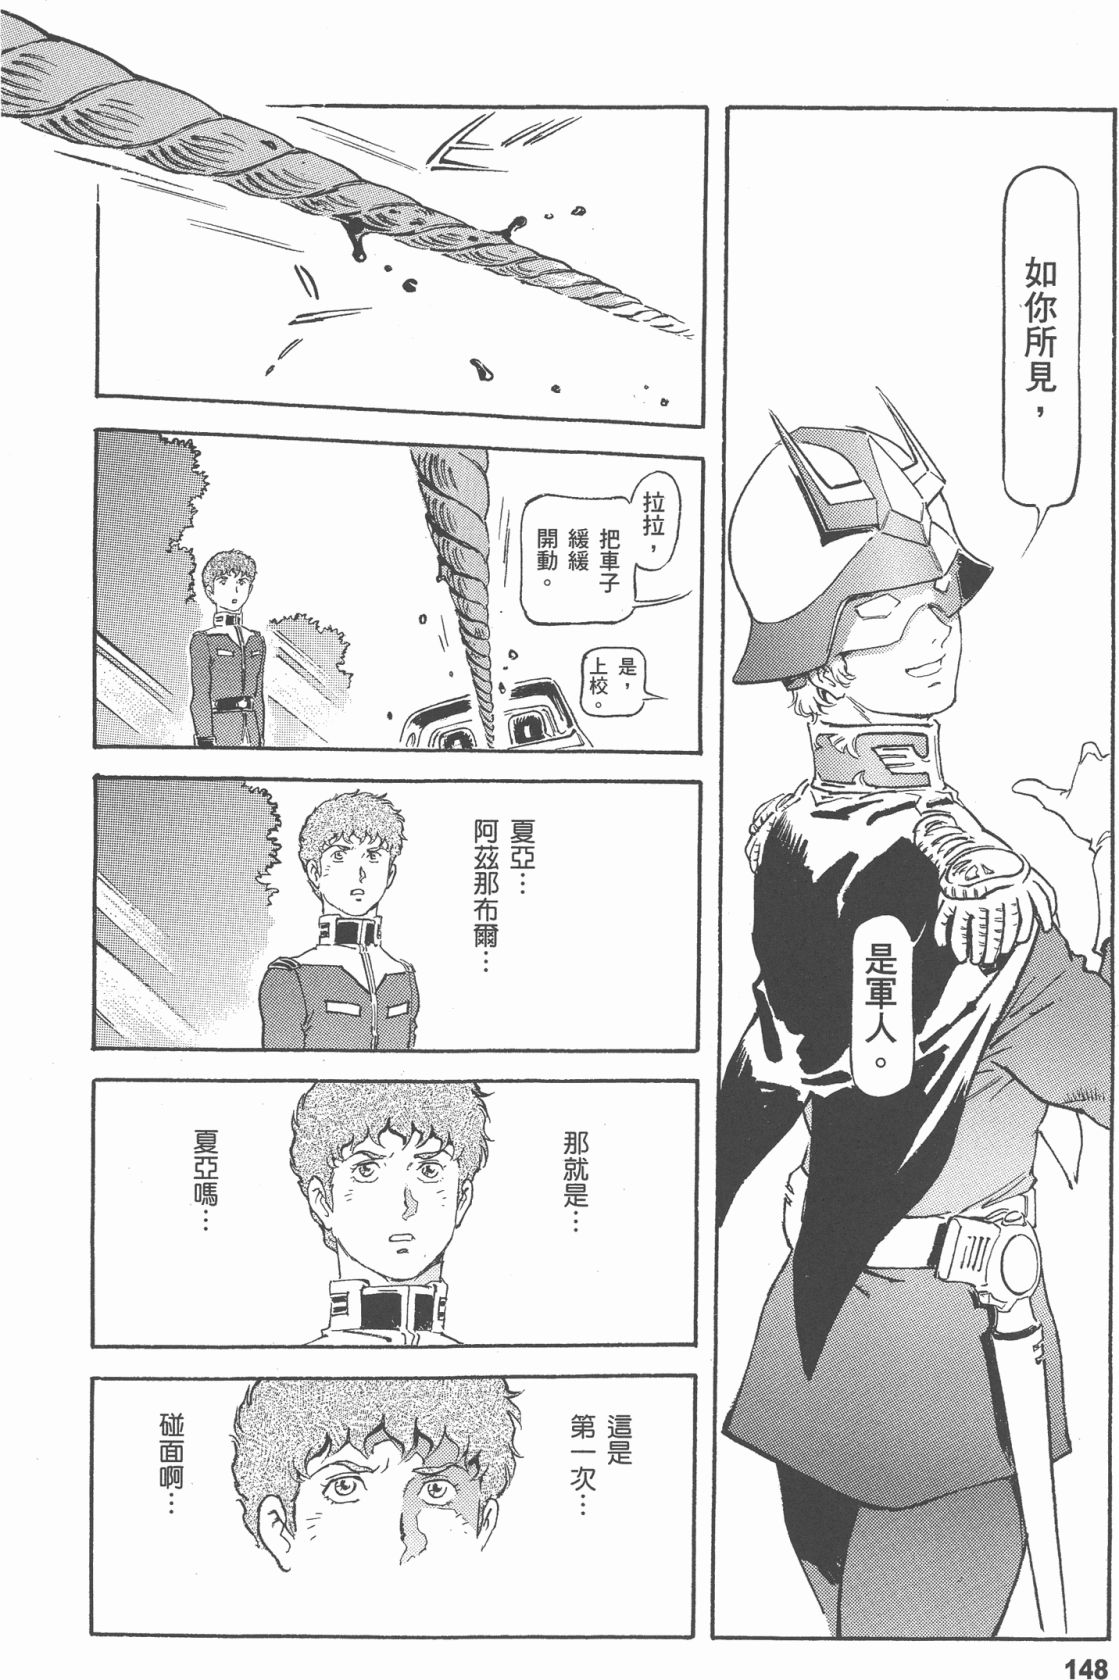 如你所見，
是軍人。
拉拉，
把車子
緩緩
開動。
是，
上校。
夏亞…
阿茲那布爾…
那就是…
夏亞嗎…
這是
第一次…
碰面啊…
148